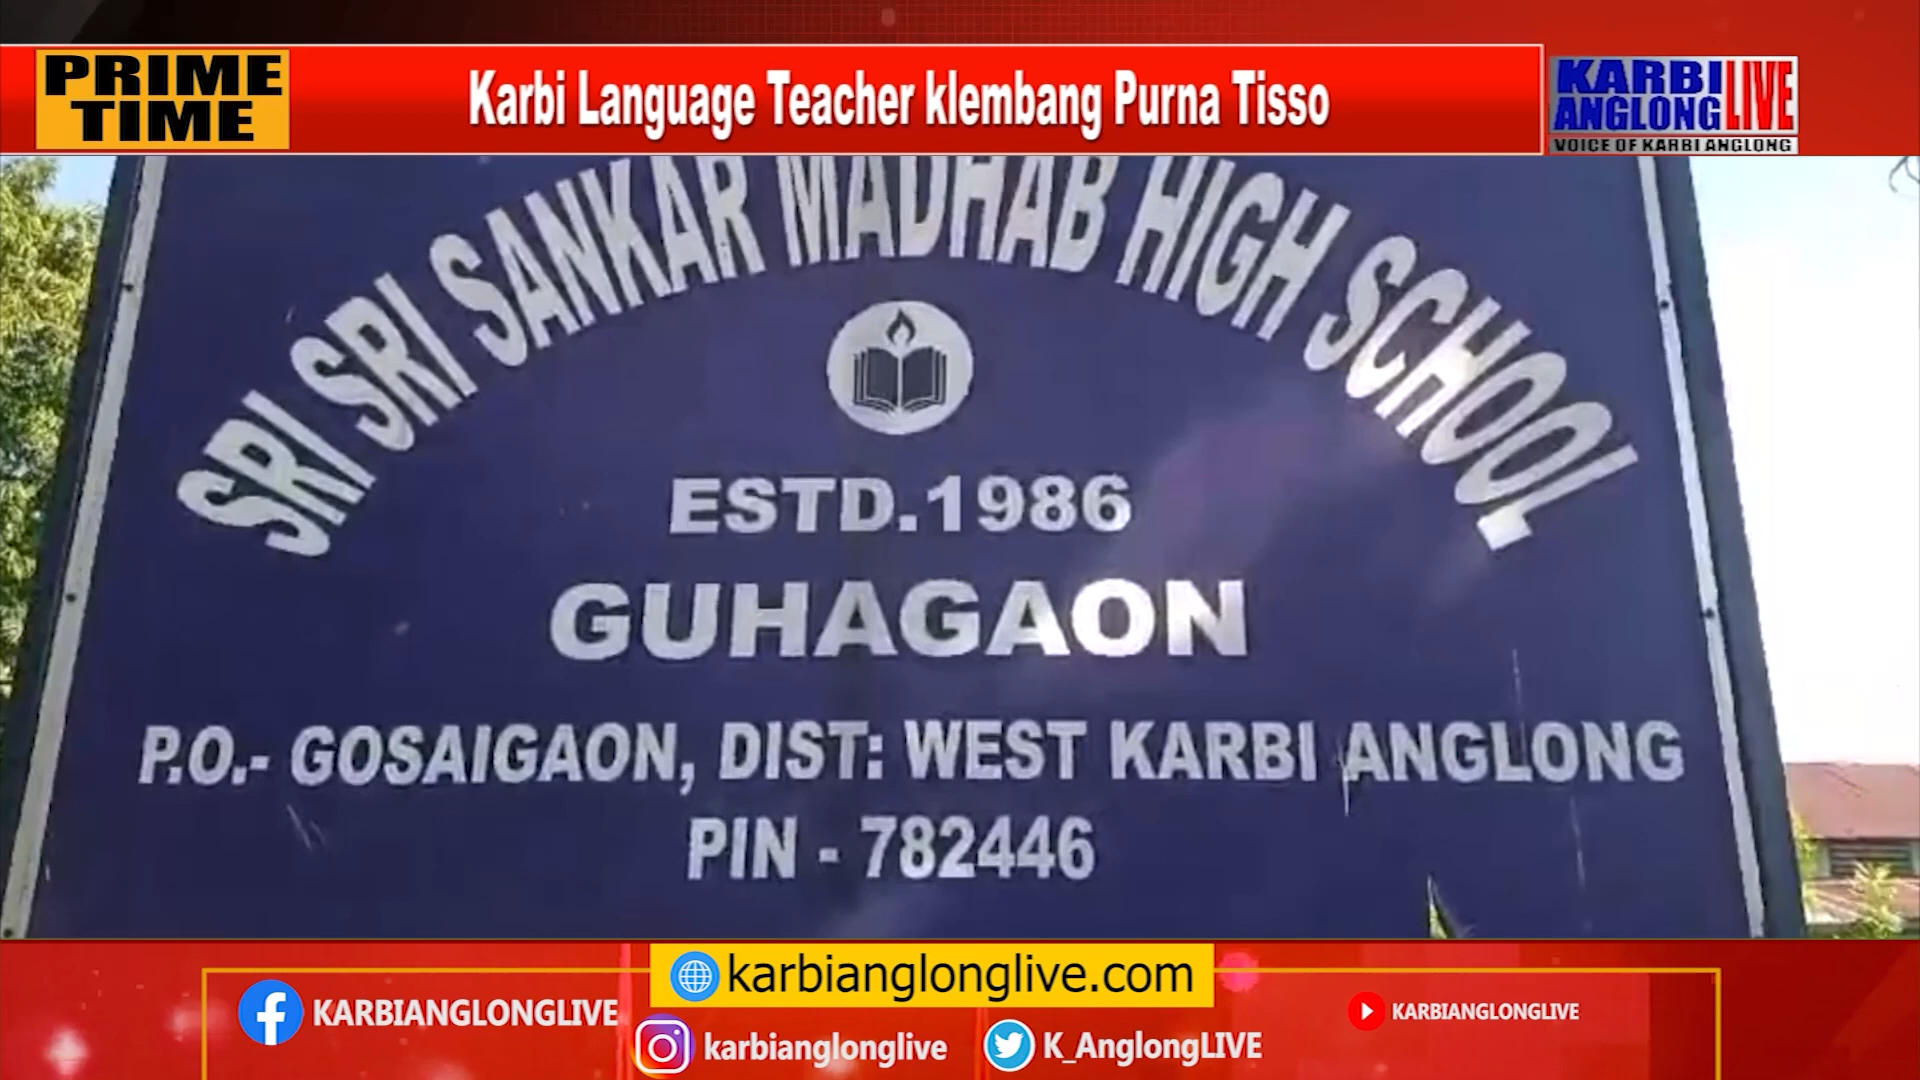 PRIME
TIME
Karbi Language Teacher klembang Purna Tisso
KARBI
ANGLONG
LIVE
VOICE OF KARBI ANGLONG
SRI SRI SANKAR MADHAB HIGH SCHOOL
ESTD.1986
GUHAGAON
P.O.- GOSAIGAON, DIST: WEST KARBI ANGLONG
PIN - 782446
karbianglonglive.com
KARBIANGLONGLIVE
karbianglonglive
K_AnglongLIVE
KARBIANGLONGLIVE